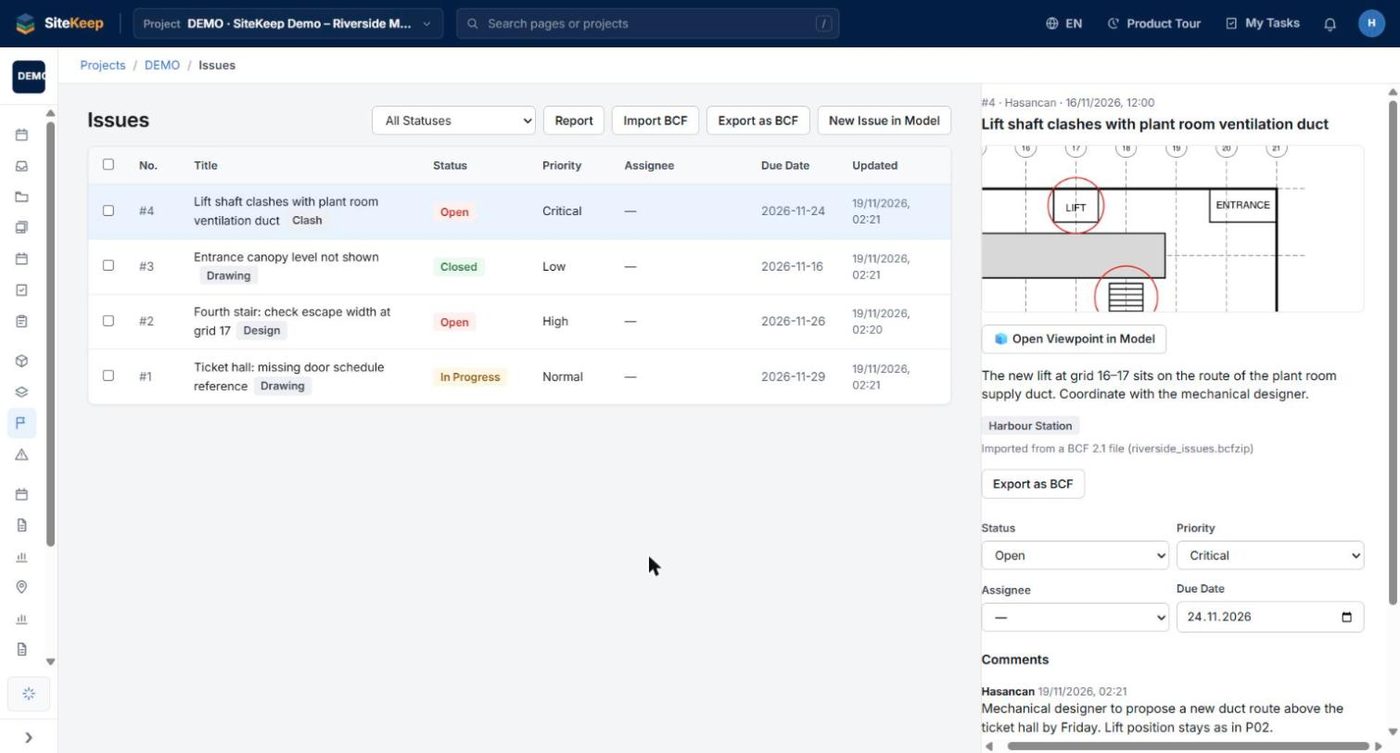 SiteKeep
Project DEMO · SiteKeep Demo – Riverside M...
Search pages or projects /
EN
Product Tour
My Tasks
H
DEMO
Projects / DEMO / Issues
Issues
All Statuses
Report
Import BCF
Export as BCF
New Issue in Model
No. Title Status Priority Assignee Due Date Updated
#4 Lift shaft clashes with plant room
ventilation duct Clash
Open Critical — 2026-11-24 19/11/2026,
02:21
#3 Entrance canopy level not shown
Drawing
Closed Low — 2026-11-16 19/11/2026,
02:21
#2 Fourth stair: check escape width at
grid 17 Design
Open High — 2026-11-26 19/11/2026,
02:20
#1 Ticket hall: missing door schedule
reference Drawing
In Progress Normal — 2026-11-29 19/11/2026,
02:21
#4 · Hasancan · 16/11/2026, 12:00
Lift shaft clashes with plant room ventilation duct
16 17 18 19 20 21
LIFT
ENTRANCE
Open Viewpoint in Model
The new lift at grid 16–17 sits on the route of the plant room
supply duct. Coordinate with the mechanical designer.
Harbour Station
Imported from a BCF 2.1 file (riverside_issues.bcfzip)
Export as BCF
Status Priority
Open Critical
Assignee Due Date
— 24.11.2026
Comments
Hasancan 19/11/2026, 02:21
Mechanical designer to propose a new duct route above the
ticket hall by Friday. Lift position stays as in P02.